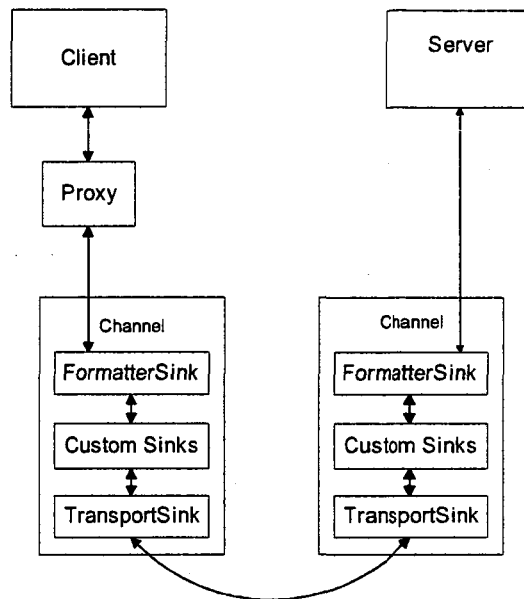 Client
Server
Proxy
Channel
FormatterSink
Custom Sinks
TransportSink
Channel
FormatterSink
Custom Sinks
TransportSink